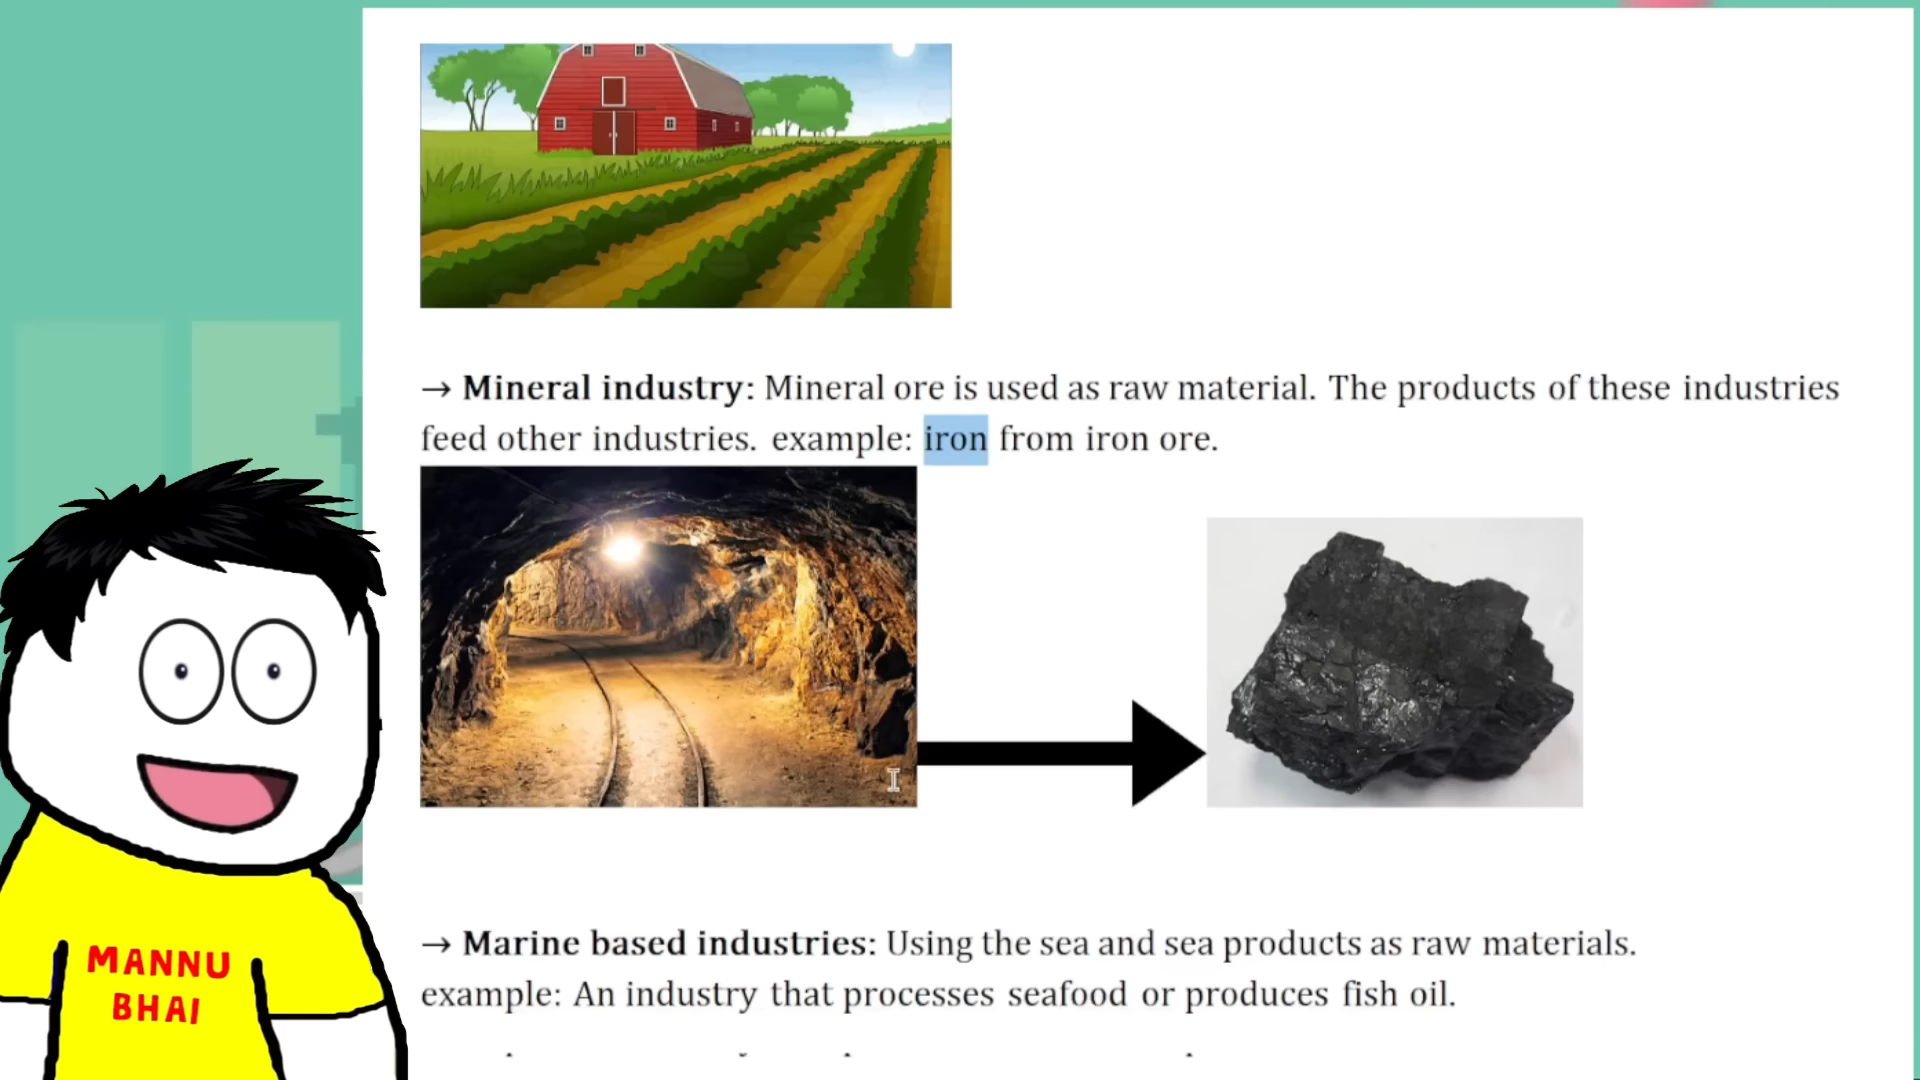 → Mineral industry: Mineral ore is used as raw material. The products of these industries
feed other industries. example: iron from iron ore.
→ Marine based industries: Using the sea and sea products as raw materials.
example: An industry that processes seafood or produces fish oil.
MANNU
BHAI